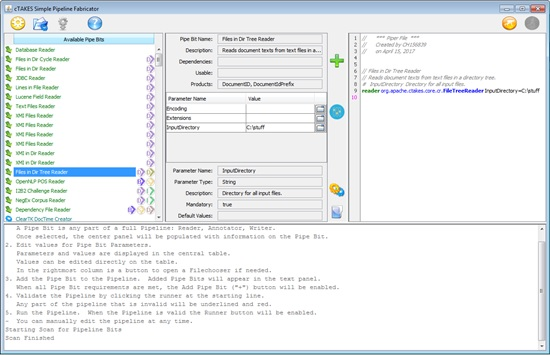 cTAKES Simple Pipeline Fabricator
Available Pipe Bits
Database Reader
Files in Dir Cycle Reader
Files in Dir Reader
JDBC Reader
Lines in File Reader
Lucene Field Reader
Text Files Reader
XMI Files Reader
XMI Files Reader
XMI in Dir Reader
XMI in Dir Reader
Files in Dir Tree Reader
OpenNLP POS Reader
I2B2 Challenge Reader
NegEx Corpus Reader
Dependency File Reader
ClearTK DocTime Creator
Pipe Bit Name:
Files in Dir Tree Reader
Description:
Reads document texts from text files in a...
Dependencies:
Usable:
Products:
DocumentID, DocumentIdPrefix
Parameter Name
Value
Encoding
Extensions
InputDirectory
C:\stuff
Parameter Name:
InputDirectory
Parameter Type:
String
Description:
Directory for all input files.
Mandatory:
true
Default Values:
1 // *** Piper File ***
2 // Created by CH156839
3 // on April 15, 2017
4
5
6 // Files in Dir Tree Reader
7 // Reads document texts from text files in a directory tree.
8 # InputDirectory Directory for all input files.
9 reader org.apache.ctakes.core.cr.FileTreeReader InputDirectory=C:\stuff
10
A Pipe Bit is any part of a full Pipeline: Reader, Annotator, Writer.
Once selected, the center panel will be populated with information on the Pipe Bit.
2. Edit values for Pipe Bit Parameters.
Parameters and values are displayed in the central table.
Values can be edited directly on the table.
In the rightmost column is a button to open a Filechooser if needed.
3. Add the Pipe Bit to the Pipeline. Added Pipe Bits will appear in the text panel.
When all Pipe Bit requirements are met, the Add Pipe Bit ("+") button will be enabled.
4. Validate the Pipeline by clicking the runner at the starting line.
Any part of the pipeline that is invalid will be underlined and red.
5. Run the Pipeline. When the Pipeline is valid the Runner button will be enabled.
- You can manually edit the pipeline at any time.
Starting Scan for Pipeline Bits
Scan Finished